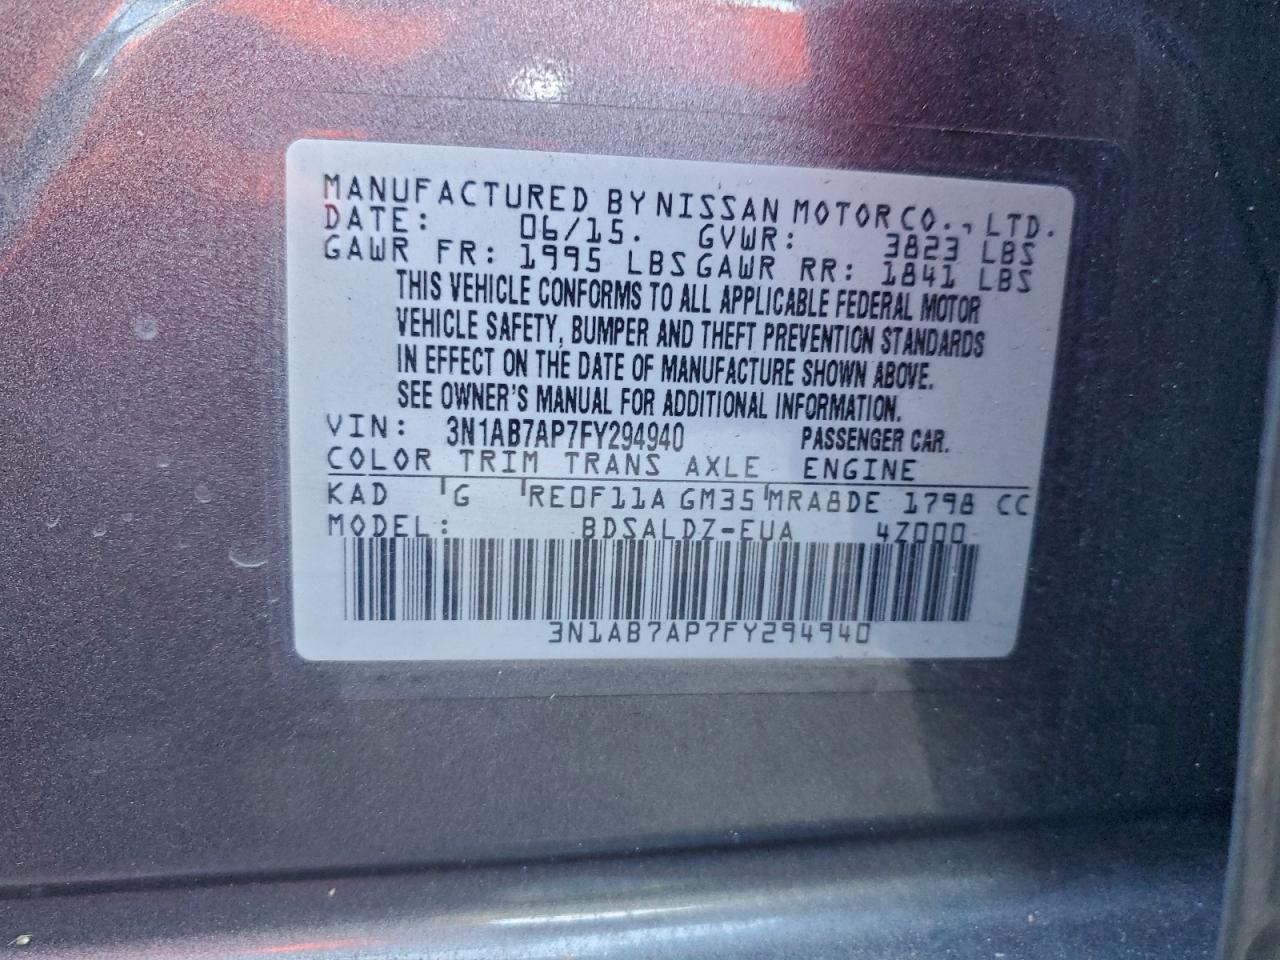 MANUFACTURED BY NISSAN MOTOR CO., LTD.
DATE: 06/15. GVWR: 3823 LBS
GAWR FR: 1995 LBS GAWR RR: 1841 LBS
THIS VEHICLE CONFORMS TO ALL APPLICABLE FEDERAL MOTOR
VEHICLE SAFETY, BUMPER AND THEFT PREVENTION STANDARDS
IN EFFECT ON THE DATE OF MANUFACTURE SHOWN ABOVE.
SEE OWNER'S MANUAL FOR ADDITIONAL INFORMATION.
VIN: 3N1AB7AP7FY294940 PASSENGER CAR.
COLOR TRIM TRANS AXLE ENGINE
KAD G RE0F11A GM35 MRA8DE 1798 CC
MODEL: BDSALDZ-EUA 4Z000
3N1AB7AP7FY294940